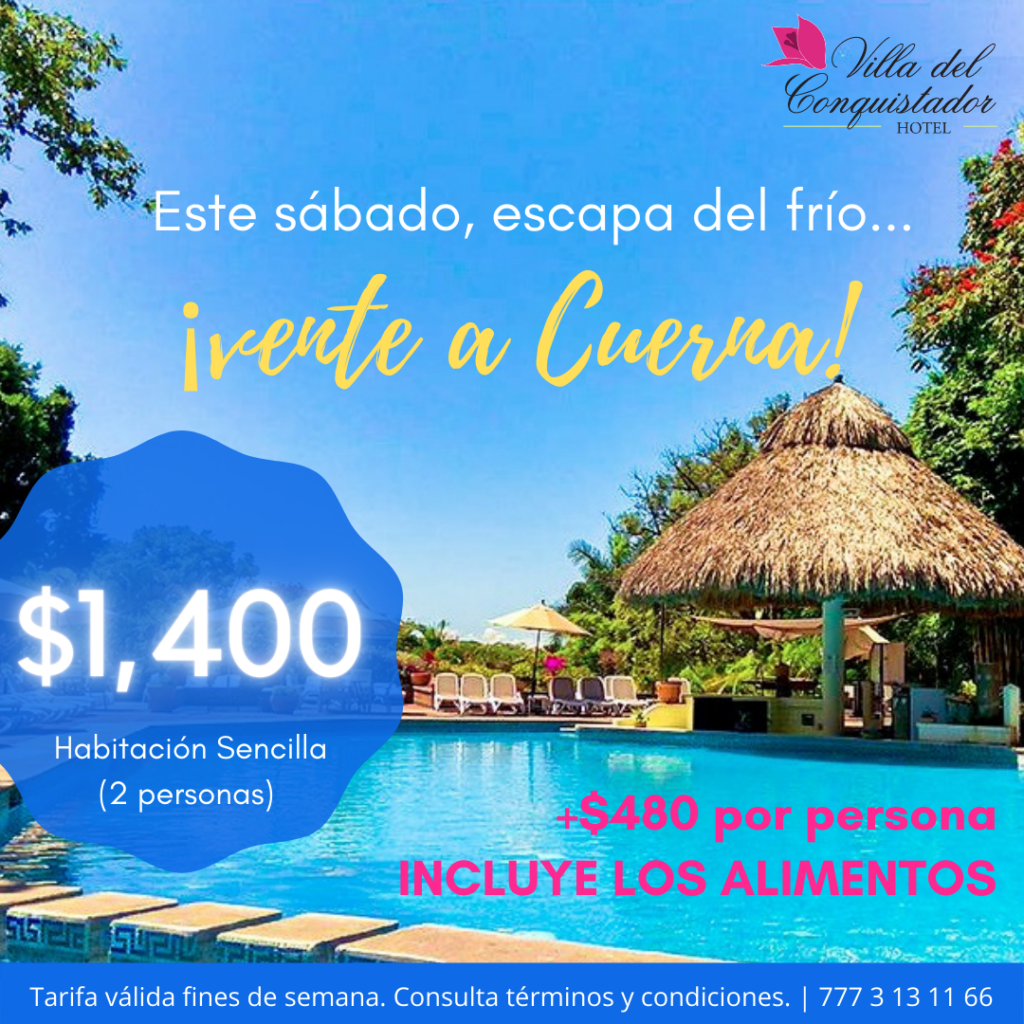 Villa del
Conquistador
HOTEL
Este sábado, escapa del frío...
¡vente a Cuerna!
$1,400
Habitación Sencilla
(2 personas)
+$480 por persona
INCLUYE LOS ALIMENTOS
Tarifa válida fines de semana. Consulta términos y condiciones. | 777 3 13 11 66